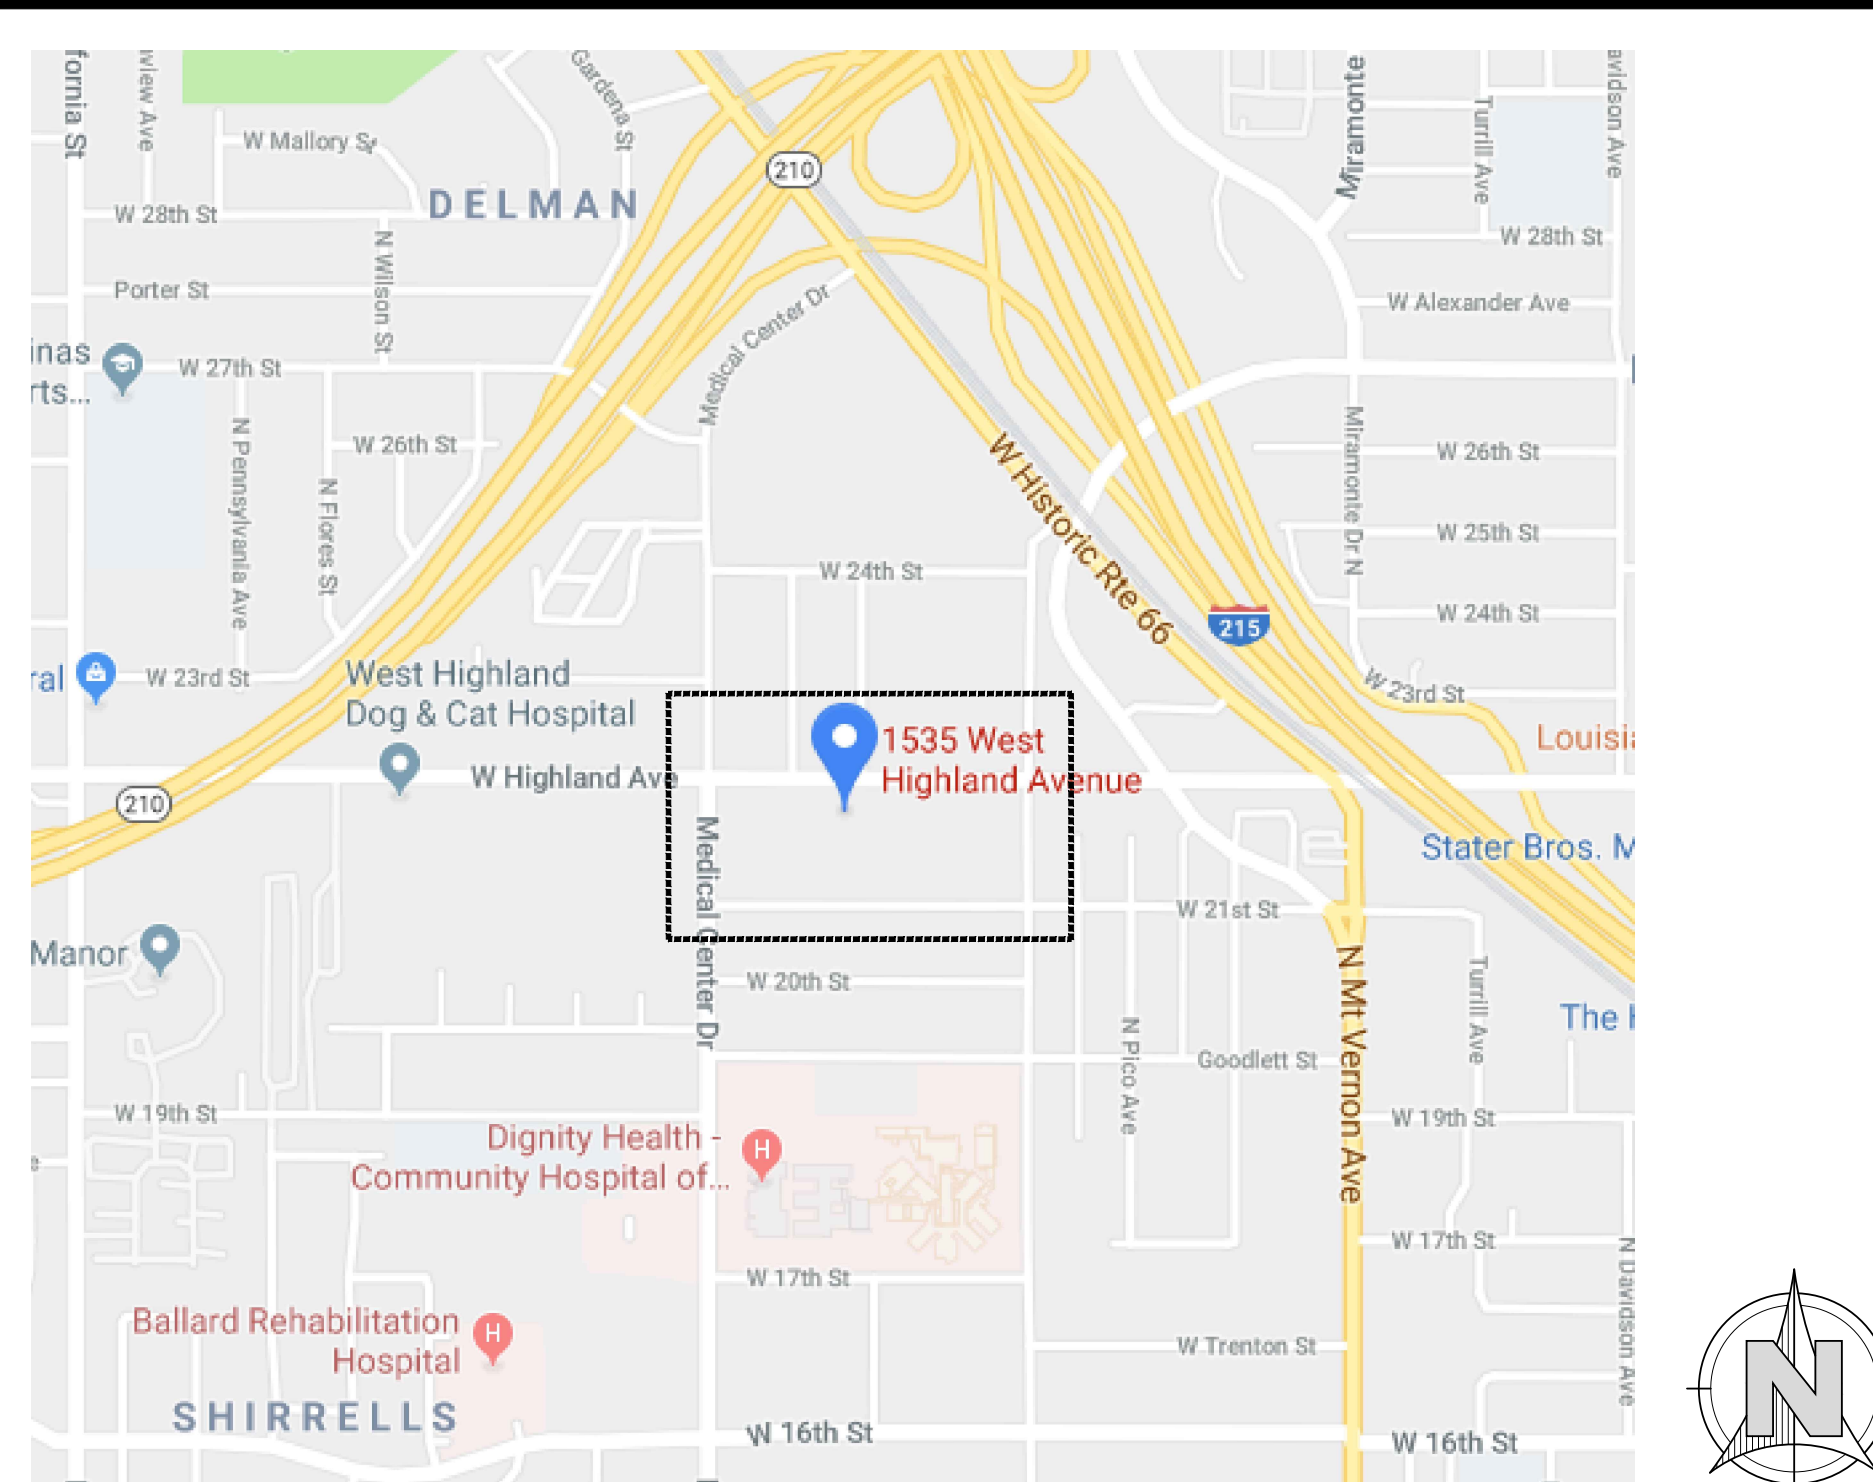 fornia St
wview Ave
Gardena St
Miramonte
Turrill Ave
avidson Ave
W Mallory S
210
W 28th St
DELMAN
N Wilson St
W 28th St
Porter St
Medical Center Dr
W Alexander Ave
inas
rts...
W 27th St
N Pennsylvania Ave
N Flores St
W 26th St
W Historic Rte 66
Miramonte Dr N
W 26th St
W 25th St
W 24th St
215
W 24th St
ral
W 23rd St
West Highland
Dog & Cat Hospital
W 23rd St
1535 West
Highland Avenue
Louisia
W Highland Ave
210
Medical Center Dr
Stater Bros. M
W 21st St
Manor
W 20th St
N Mt Vernon Ave
Turrill Ave
The H
N Pico Ave
Goodlett St
W 19th St
W 19th St
Dignity Health -
Community Hospital of...
H
W 17th St
N Davidson Ave
W 17th St
Ballard Rehabilitation
Hospital
H
W Trenton St
SHIRRELLS
W 16th St
W 16th St
N